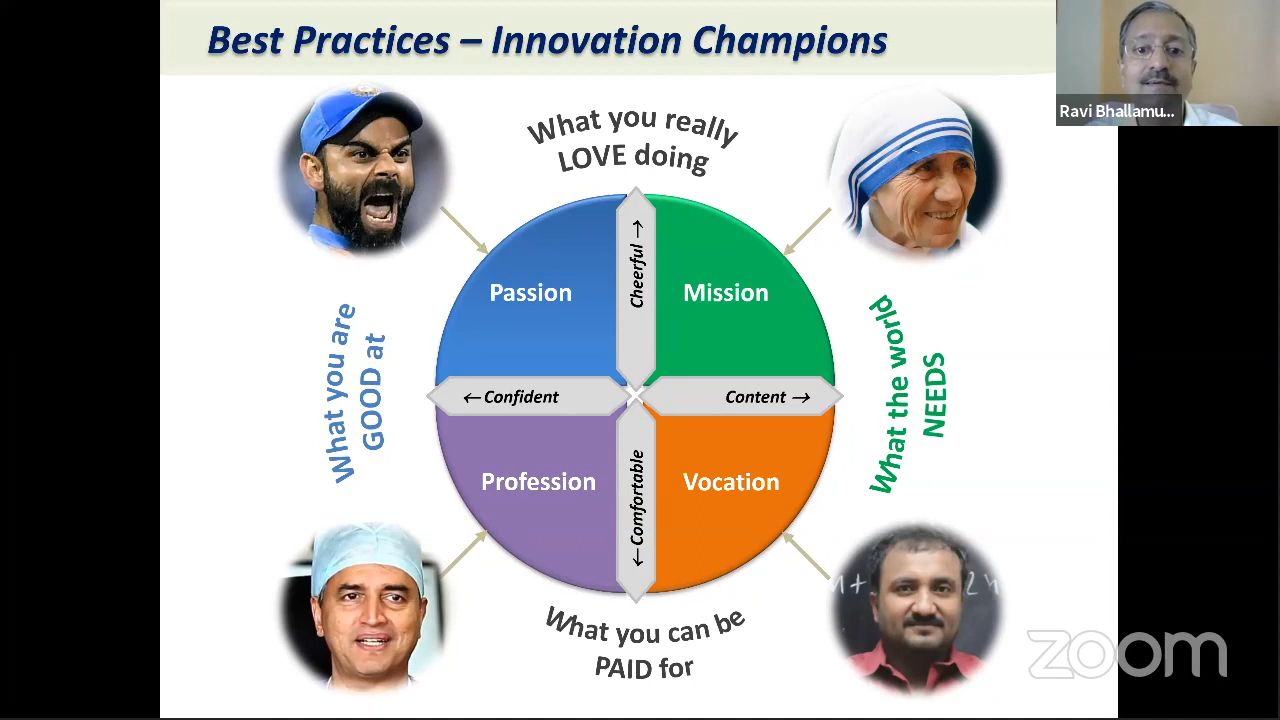 Best Practices – Innovation Champions
Ravi Bhallamu...
What you really
LOVE doing
Cheerful →
Passion
Mission
What you are
GOOD at
What the world
NEEDS
← Confident
Content →
Profession
Vocation
← Comfortable
What you can be
PAID for
zoom